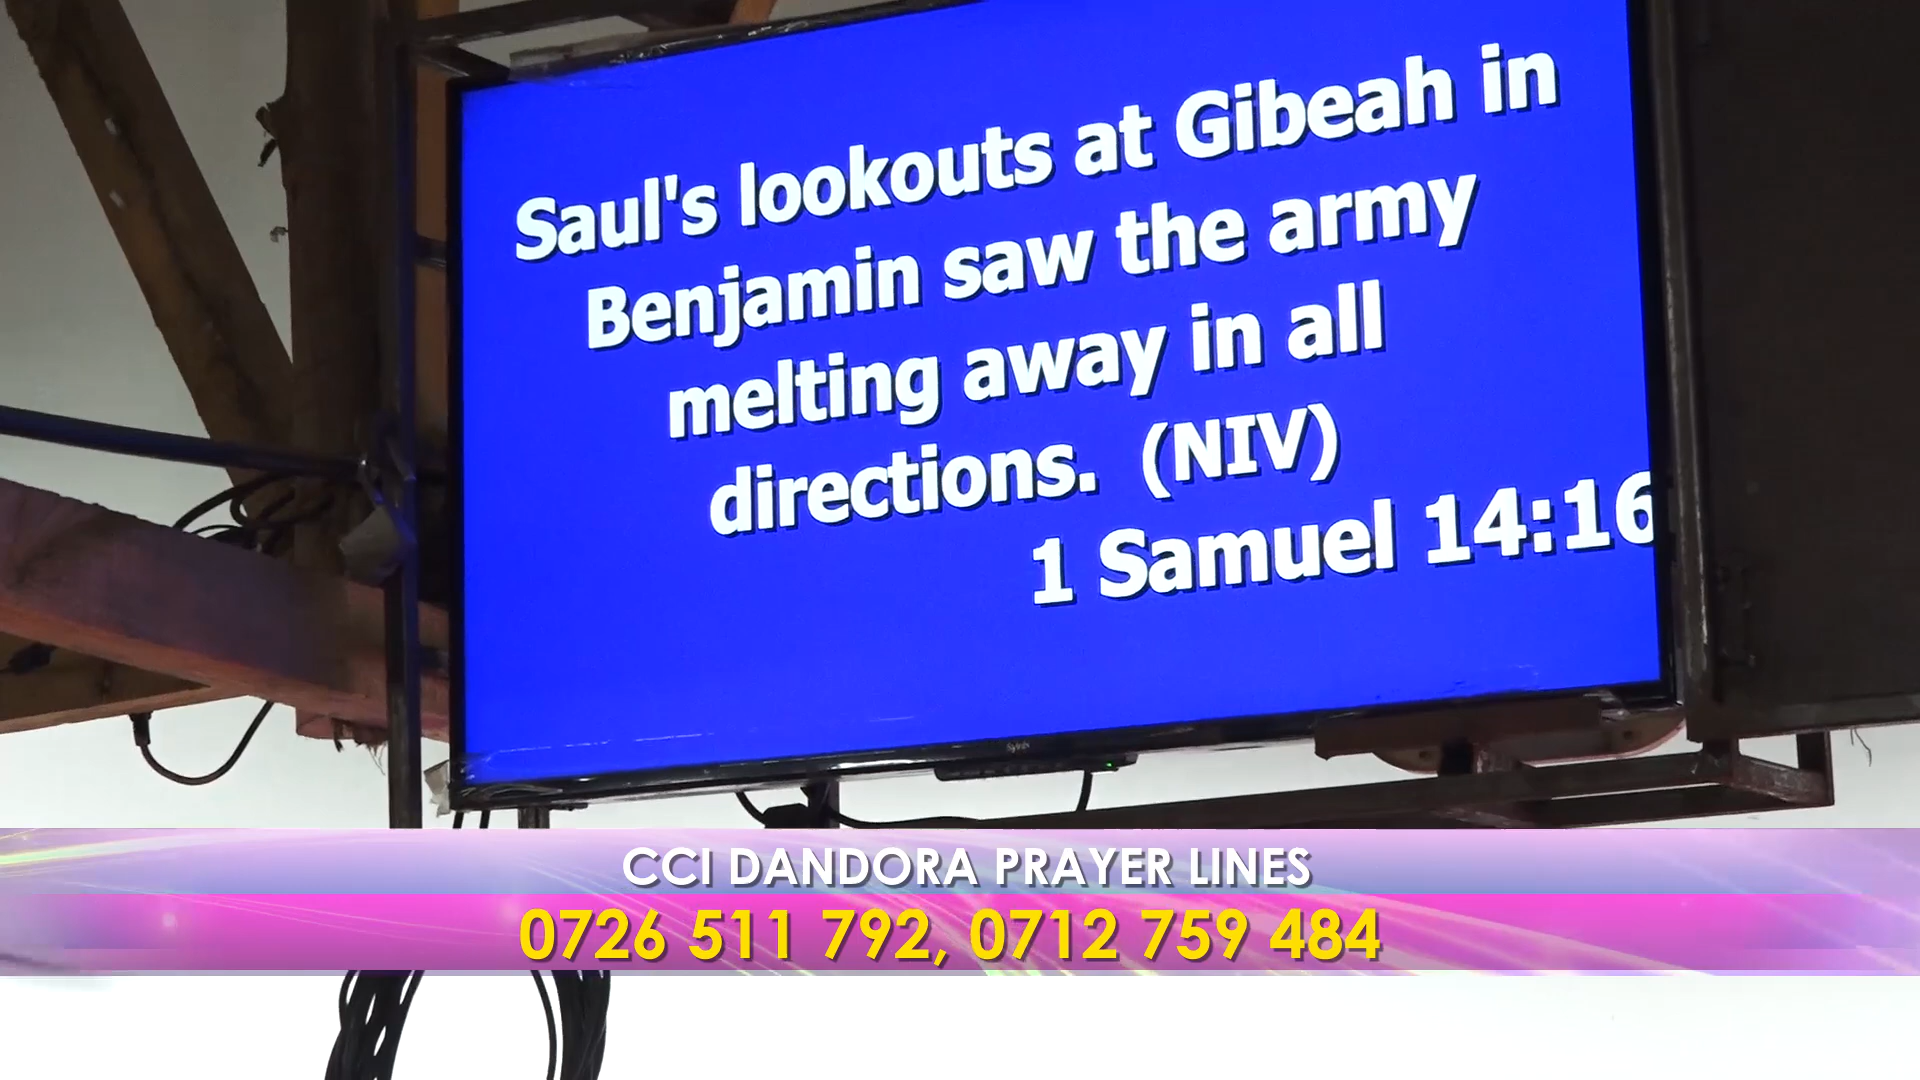 Saul's lookouts at Gibeah in
Benjamin saw the army
melting away in all
directions. (NIV)
1 Samuel 14:16
CCI DANDORA PRAYER LINES
0726 511 792, 0712 759 484